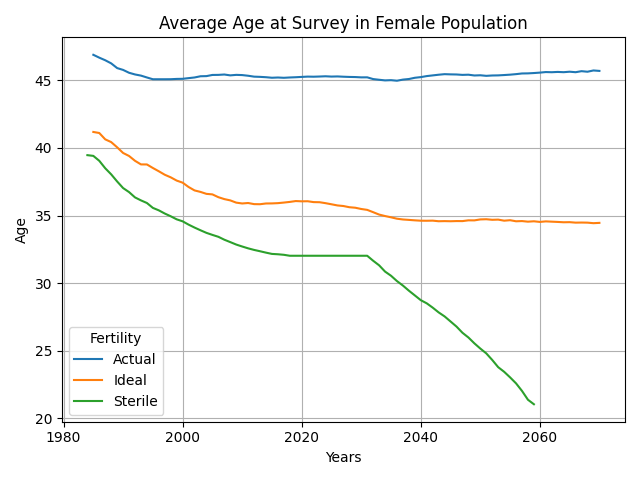 Average Age at Survey in Female Population
45
40
35
30
25
20
Age
Fertility
Actual
Ideal
Sterile
1980
2000
2020
2040
2060
Years